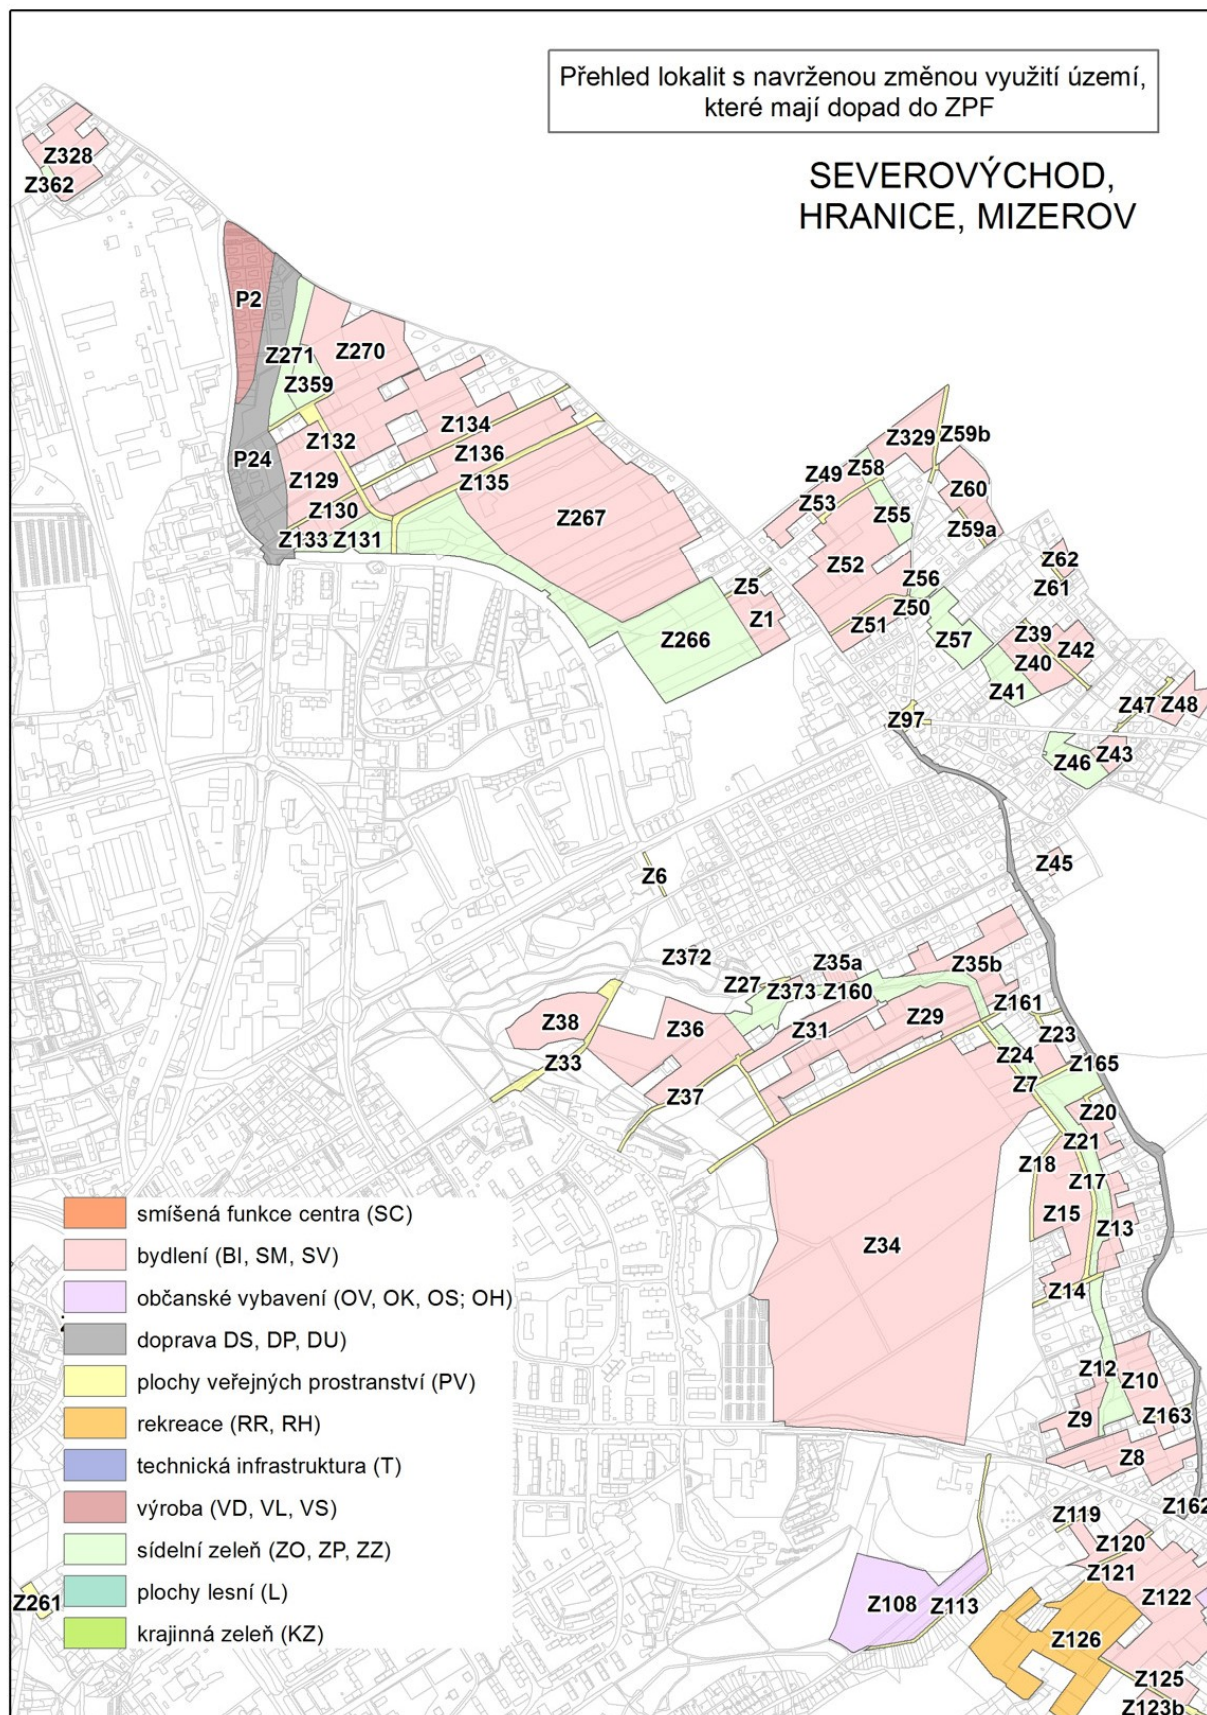 Přehled lokalit s navrženou změnou využití území,
které mají dopad do ZPF
SEVEROVÝCHOD,
HRANICE, MIZEROV
Z328
Z362
P2
Z271
Z270
Z359
Z134
Z132
Z136
P24
Z129
Z135
Z130
Z133
Z131
Z267
Z329
Z59b
Z49
Z58
Z60
Z53
Z55
Z59a
Z52
Z62
Z56
Z61
Z5
Z50
Z1
Z51
Z57
Z39
Z42
Z40
Z266
Z41
Z47
Z48
Z97
Z46
Z43
Z45
Z6
Z372
Z35a
Z35b
Z27
Z373
Z160
Z161
Z38
Z36
Z31
Z29
Z23
Z24
Z33
Z165
Z7
Z37
Z20
Z21
Z18
Z17
Z15
Z13
Z34
Z14
Z12
Z10
Z9
Z163
Z8
Z162
Z119
Z120
Z121
Z122
Z108
Z113
Z126
Z125
Z123b
Z261
smíšená funkce centra (SC)
bydlení (BI, SM, SV)
občanské vybavení (OV, OK, OS; OH)
doprava DS, DP, DU)
plochy veřejných prostranství (PV)
rekreace (RR, RH)
technická infrastruktura (T)
výroba (VD, VL, VS)
sídelní zeleň (ZO, ZP, ZZ)
plochy lesní (L)
krajinná zeleň (KZ)